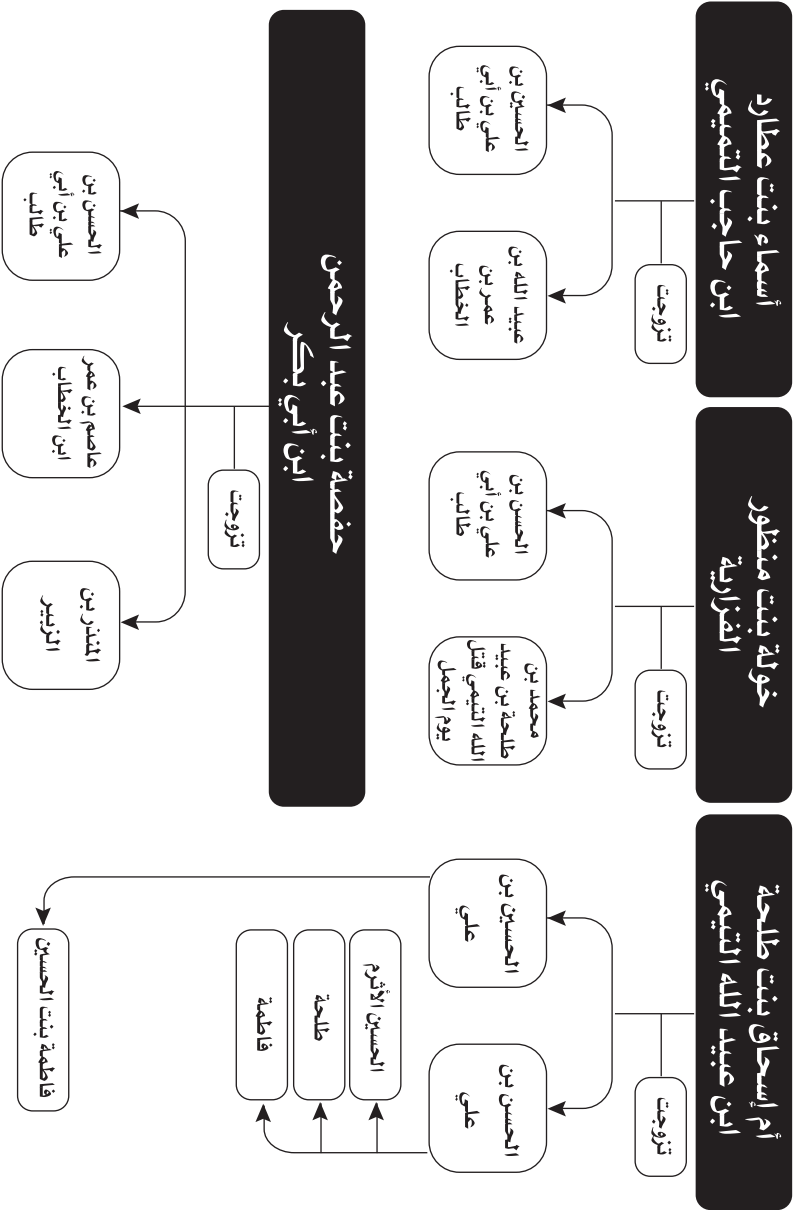 أم إسحاق بنت طلحة
ابن عبيد الله التيمي
تزوجت
الحسن بن
علي
الحسين بن
علي
الحسين الأثرم
طلحة
فاطمة
فاطمة بنت الحسين
خولة بنت منظور
الفزارية
تزوجت
محمد بن
طلحة بن عبيد
الله التيمي قتل
يوم الجمل
الحسن بن
علي بن أبي
طالب
أسماء بنت عطارد
ابن حاجب التميمي
تزوجت
عبيد الله بن
عمر بن
الخطاب
الحسين بن
علي بن أبي
طالب
حفصة بنت عبد الرحمن
ابن أبي بكر
تزوجت
المنذر بن
الزبير
عاصم بن عمر
ابن الخطاب
الحسن بن
علي بن أبي
طالب